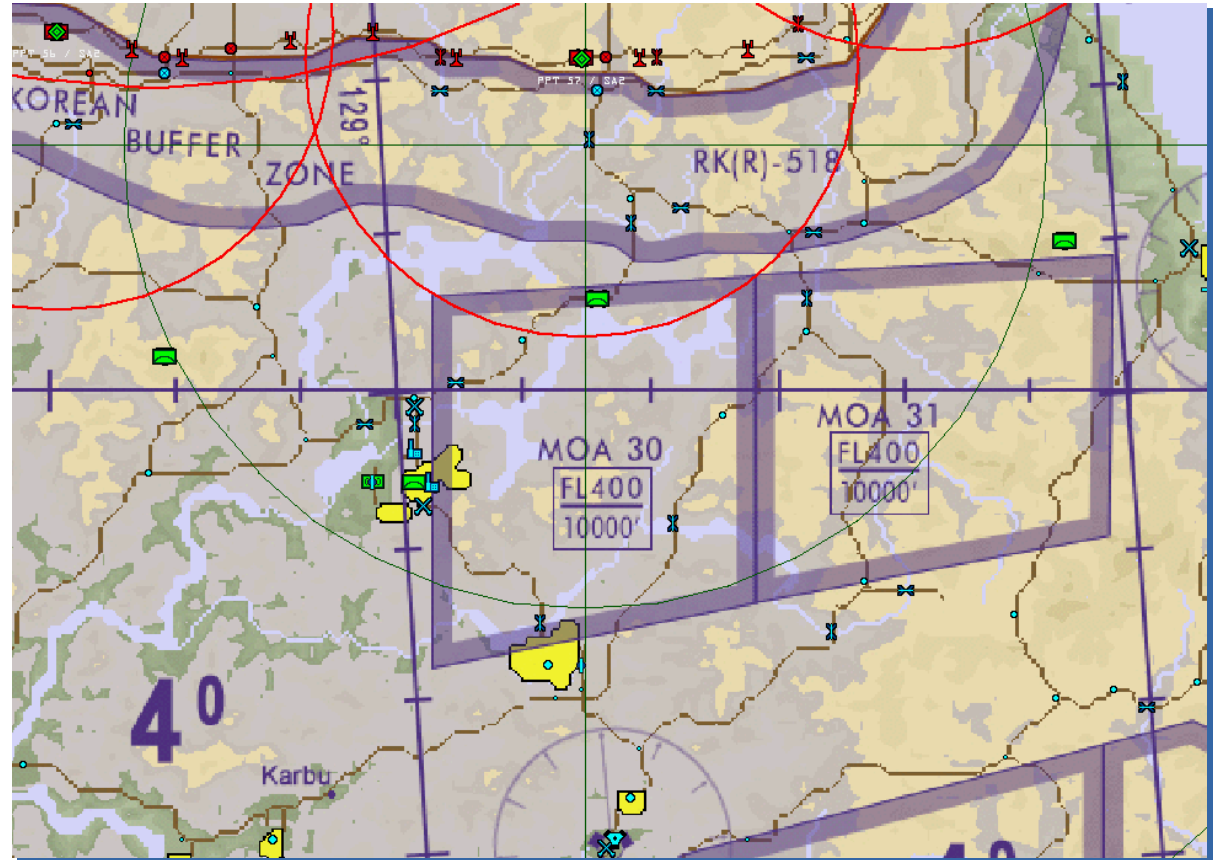 PPT 56 / SA2
PPT 57 / SA2
KOREAN
BUFFER
ZONE
129°
RK(R)-518
MOA 30
FL400
10000'
MOA 31
FL400
10000'
4⁰
Karbu